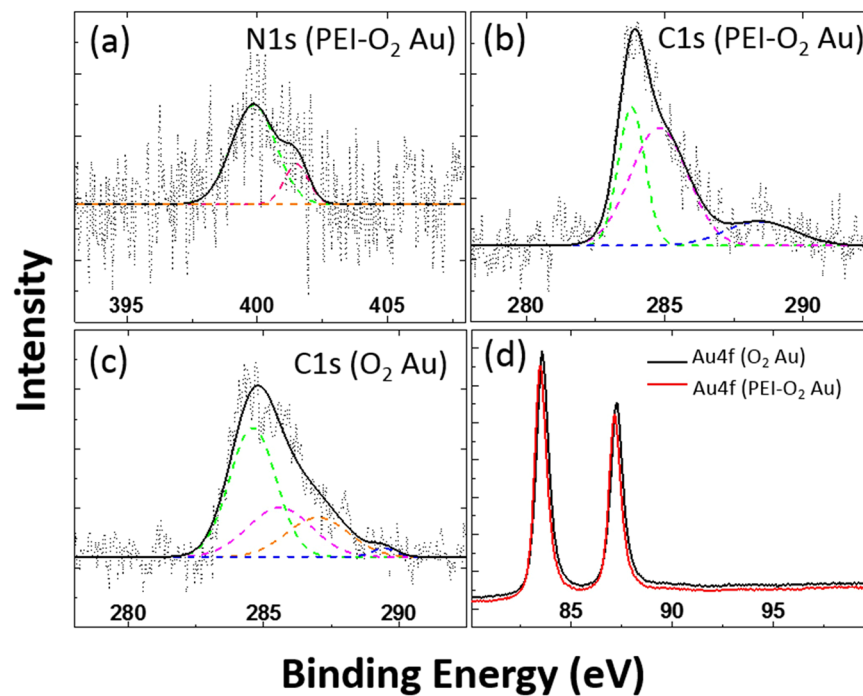 (a) N1s (PEI-O₂ Au)
395 400 405
(b) C1s (PEI-O₂ Au)
280 285 290
(c) C1s (O₂ Au)
280 285 290
(d)
Au4f (O₂ Au)
Au4f (PEI-O₂ Au)
85 90 95
Intensity
Binding Energy (eV)